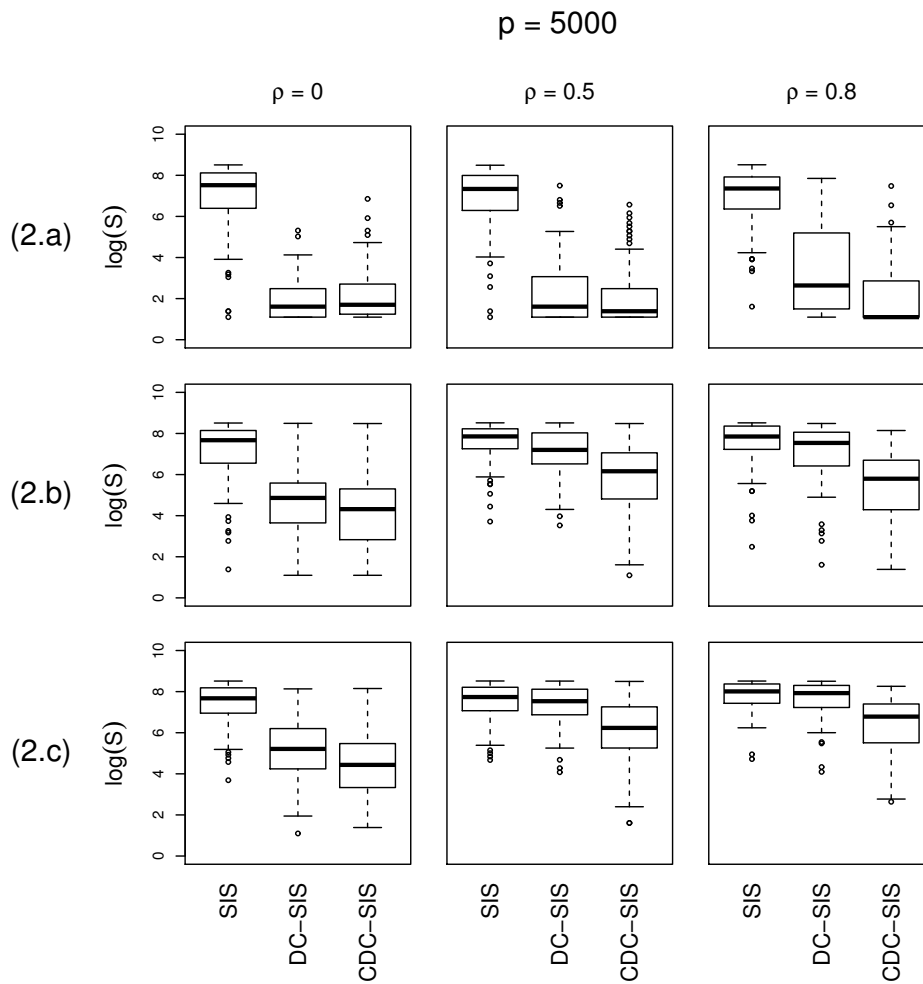 p = 5000
ρ = 0
ρ = 0.5
ρ = 0.8
(2.a)
log(S)
10
8
6
4
2
0
(2.b)
log(S)
10
8
6
4
2
0
(2.c)
log(S)
10
8
6
4
2
0
SIS
DC−SIS
CDC−SIS
SIS
DC−SIS
CDC−SIS
SIS
DC−SIS
CDC−SIS